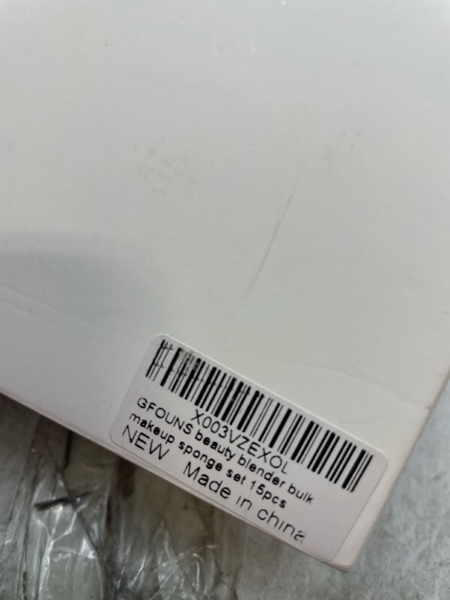 X003VZEXOL
GFOUNS beauty blender bulk
makeup sponge set 15pcs
NEW Made in china